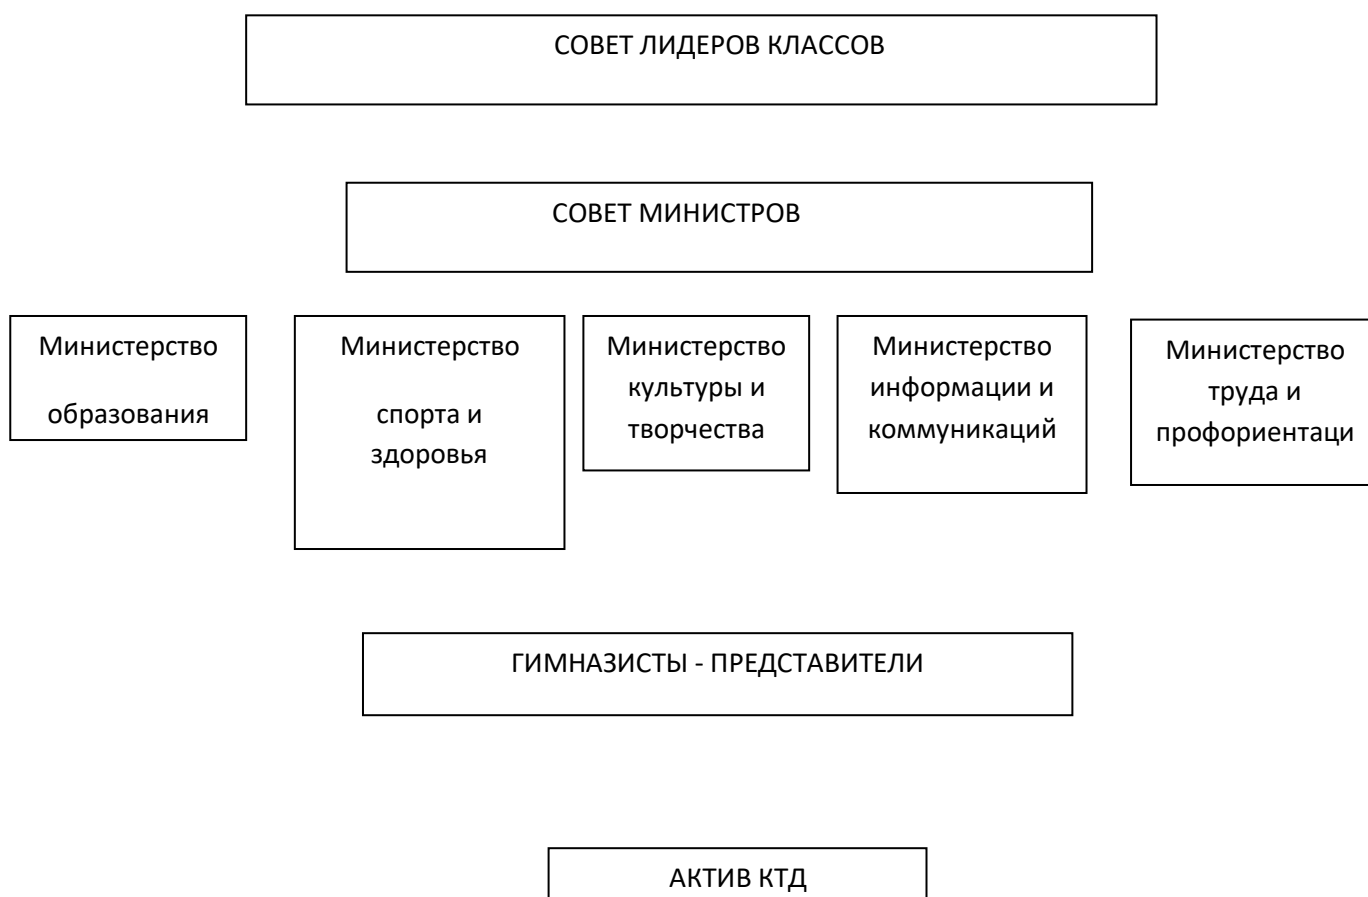 СОВЕТ ЛИДЕРОВ КЛАССОВ
СОВЕТ МИНИСТРОВ
Министерство
образования
Министерство
спорта и
здоровья
Министерство
культуры и
творчества
Министерство
информации и
коммуникаций
Министерство
труда и
профориентаци
ГИМНАЗИСТЫ - ПРЕДСТАВИТЕЛИ
АКТИВ КТД